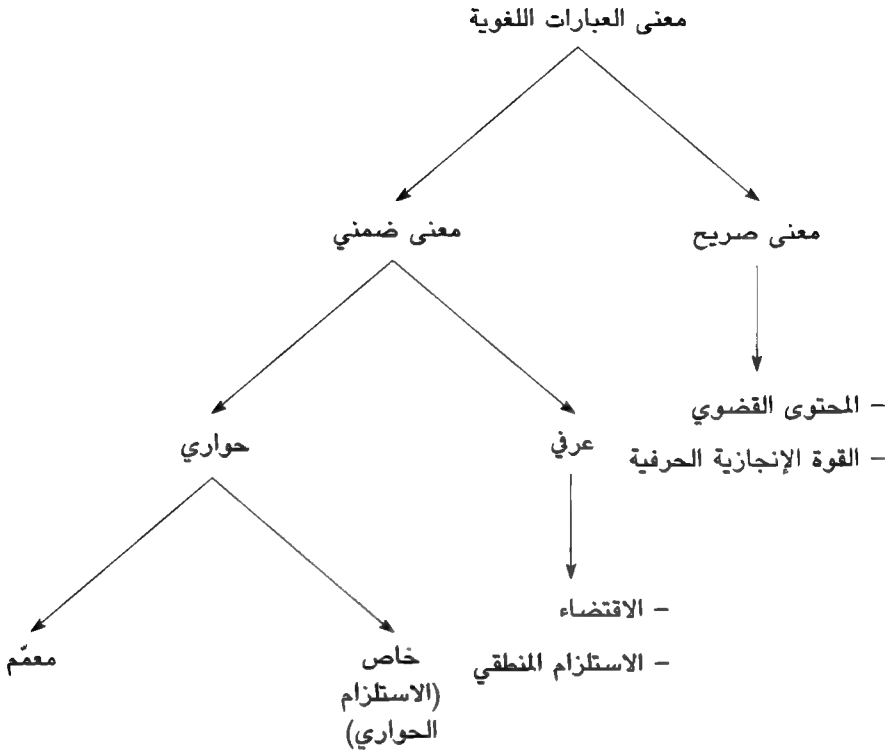 معنى العبارات اللغوية
معنى صريح
معنى ضمني
– المحتوى القضوي
– القوة الإنجازية الحرفية
عرفي
حواري
– الاقتضاء
– الاستلزام المنطقي
خاص
(الاستلزام
الحواري)
معمّم